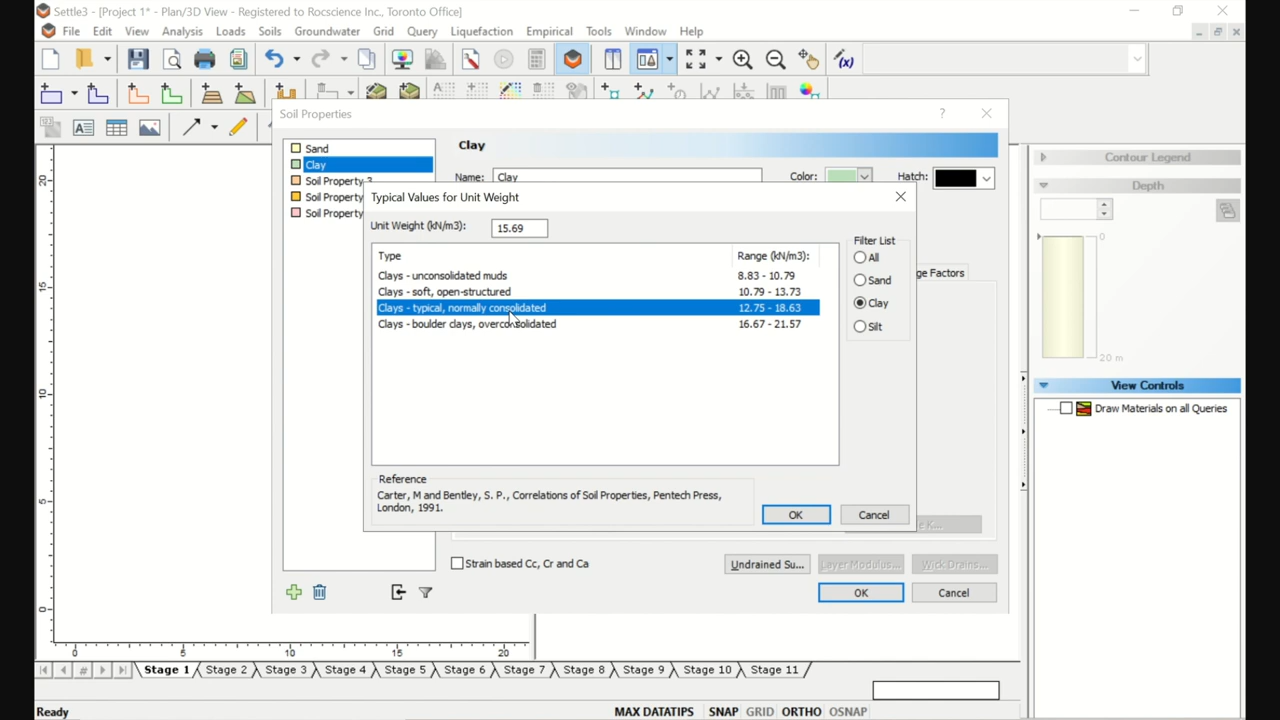 Settle3 - [Project 1* - Plan/3D View - Registered to Rocscience Inc., Toronto Office]
File Edit View Analysis Loads Soils Groundwater Grid Query Liquefaction Empirical Tools Window Help
(x)
Soil Properties
Sand
Clay
Soil Property 3
Soil Property
Soil Property
Clay
Name: Clay Color: Hatch:
Typical Values for Unit Weight
Unit Weight (kN/m3): 15.69
Type Range (kN/m3):
Clays - unconsolidated muds 8.83 - 10.79
Clays - soft, open-structured 10.79 - 13.73
Clays - typical, normally consolidated 12.75 - 18.63
Clays - boulder clays, overconsolidated 16.67 - 21.57
Filter List
All
Sand
Clay
Silt
ge Factors
Reference
Carter, M and Bentley, S. P., Correlations of Soil Properties, Pentech Press,
London, 1991.
OK Cancel
Strain based Cc, Cr and Ca
Undrained Su... Layer Modulus... Wick Drains...
OK Cancel
Contour Legend
Depth
0
20 m
View Controls
Draw Materials on all Queries
20
15
10
5
0
0 5 10 15 20
Stage 1 Stage 2 Stage 3 Stage 4 Stage 5 Stage 6 Stage 7 Stage 8 Stage 9 Stage 10 Stage 11
Ready MAX DATATIPS SNAP GRID ORTHO OSNAP